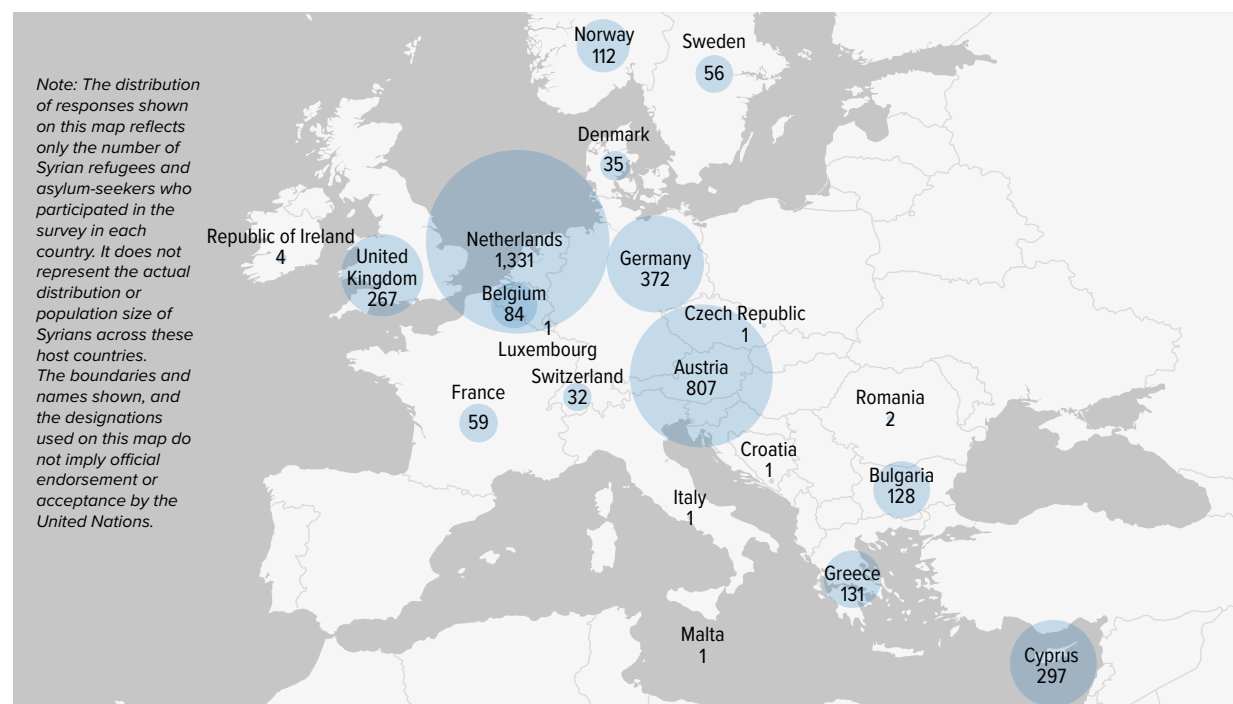 Note: The distribution
of responses shown
on this map reflects
only the number of
Syrian refugees and
asylum-seekers who
participated in the
survey in each
country. It does not
represent the actual
distribution or
population size of
Syrians across these
host countries.
The boundaries and
names shown, and
the designations
used on this map do
not imply official
endorsement or
acceptance by the
United Nations.
Norway
112
Sweden
56
Denmark
35
Republic of Ireland
4
United
Kingdom
267
Netherlands
1,331
Germany
372
Belgium
84
1
Luxembourg
Czech Republic
1
Austria
807
Switzerland
32
France
59
Romania
2
Croatia
1
Bulgaria
128
Italy
1
Greece
131
Malta
1
Cyprus
297